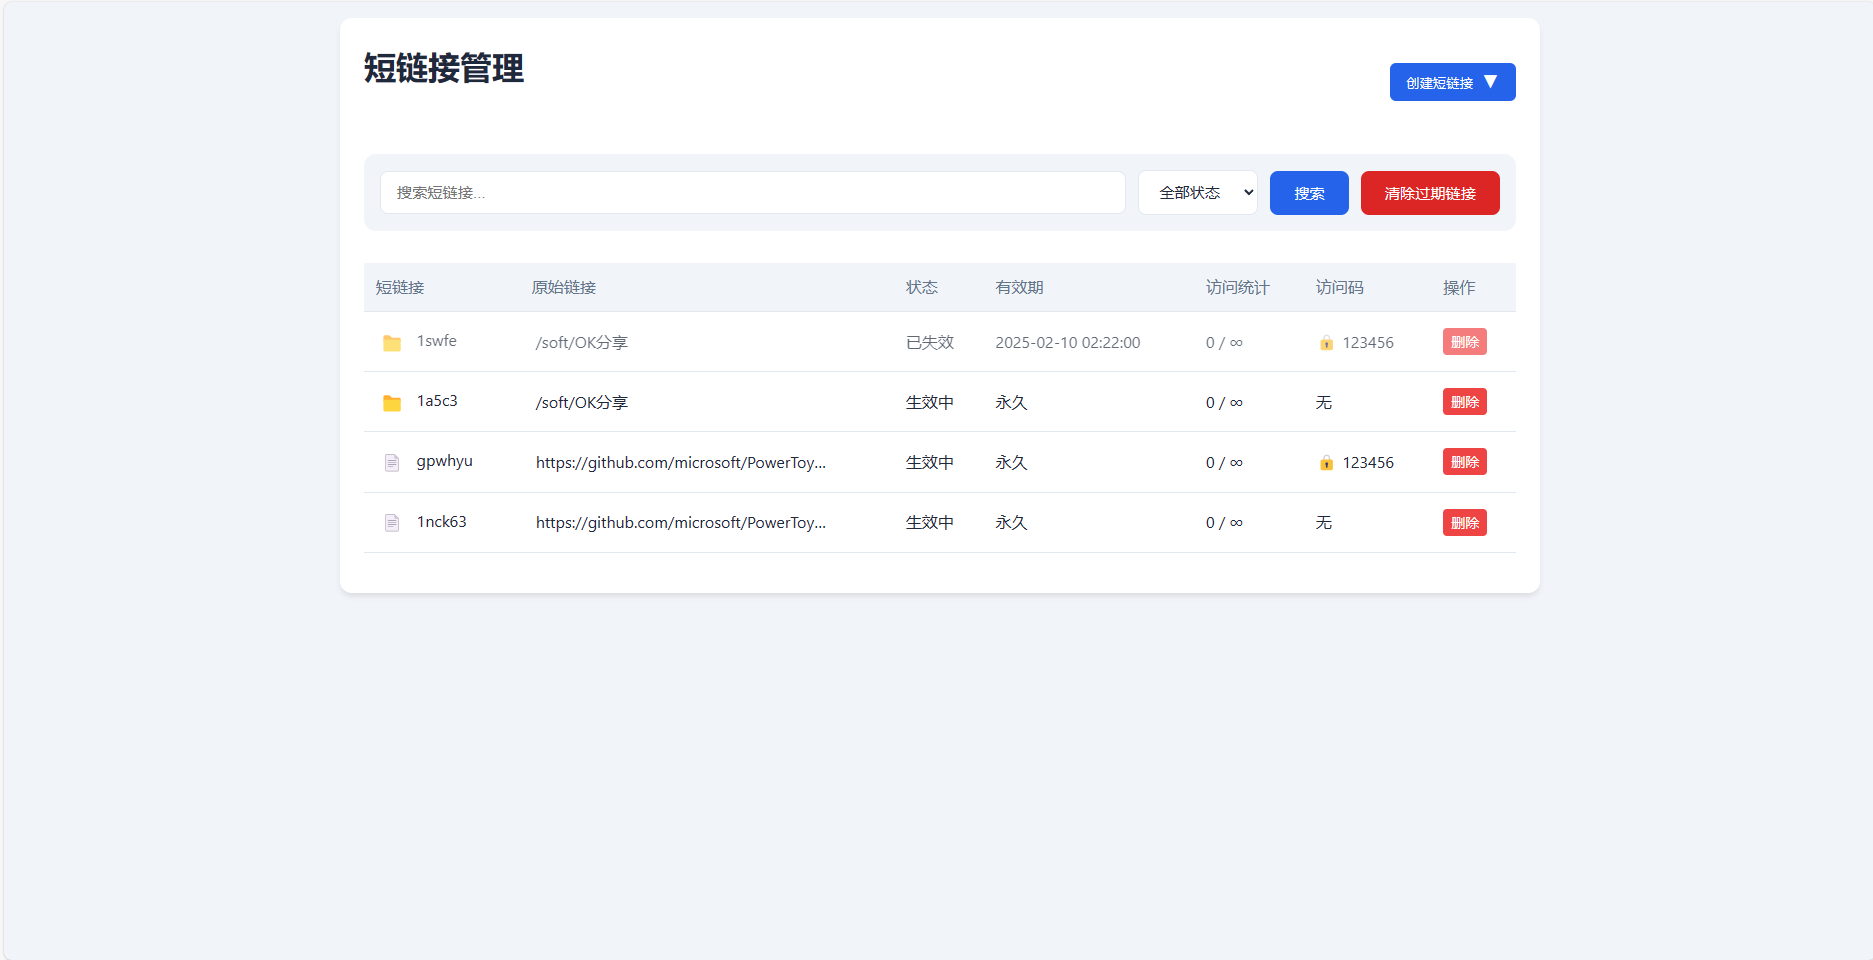 短链接管理
创建短链接 ▼
搜索短链接...
全部状态
搜索
清除过期链接
短链接 原始链接 状态 有效期 访问统计 访问码 操作
1swfe /soft/OK分享 已失效 2025-02-10 02:22:00 0 / ∞ 123456 删除
1a5c3 /soft/OK分享 生效中 永久 0 / ∞ 无 删除
gpwhyu https://github.com/microsoft/PowerToy... 生效中 永久 0 / ∞ 123456 删除
1nck63 https://github.com/microsoft/PowerToy... 生效中 永久 0 / ∞ 无 删除